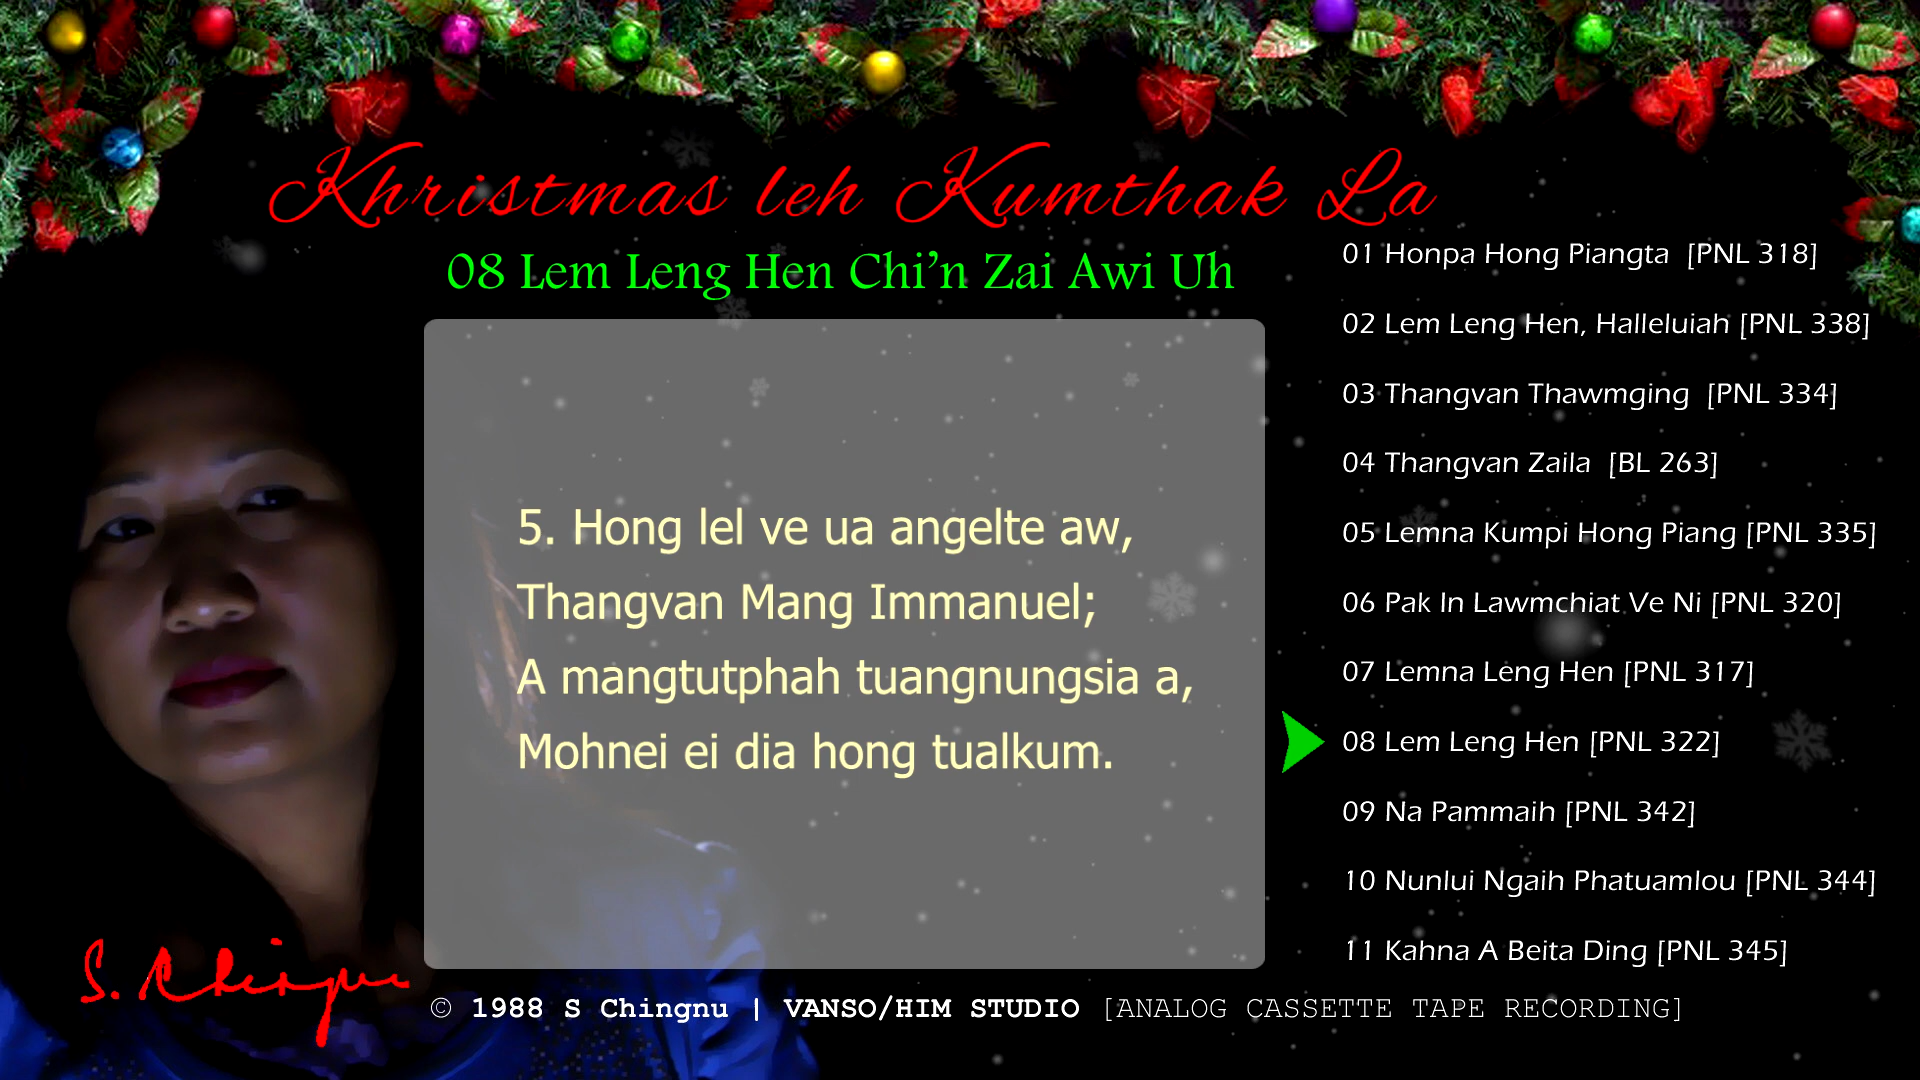 Khristmas leh Kumthak La
08 Lem Leng Hen Chi’n Zai Awi Uh
5. Hong lel ve ua angelte aw,
Thangvan Mang Immanuel;
A mangtutphah tuangnungsia a,
Mohnei ei dia hong tualkum.
01 Honpa Hong Piangta [PNL 318]
02 Lem Leng Hen, Halleluiah [PNL 338]
03 Thangvan Thawmging [PNL 334]
04 Thangvan Zaila [BL 263]
05 Lemna Kumpi Hong Piang [PNL 335]
06 Pak In Lawmchiat Ve Ni [PNL 320]
07 Lemna Leng Hen [PNL 317]
08 Lem Leng Hen [PNL 322]
09 Na Pammaih [PNL 342]
10 Nunlui Ngaih Phatuamlou [PNL 344]
11 Kahna A Beita Ding [PNL 345]
S. Chingnu
© 1988 S Chingnu | VANSO/HIM STUDIO [ANALOG CASSETTE TAPE RECORDING]